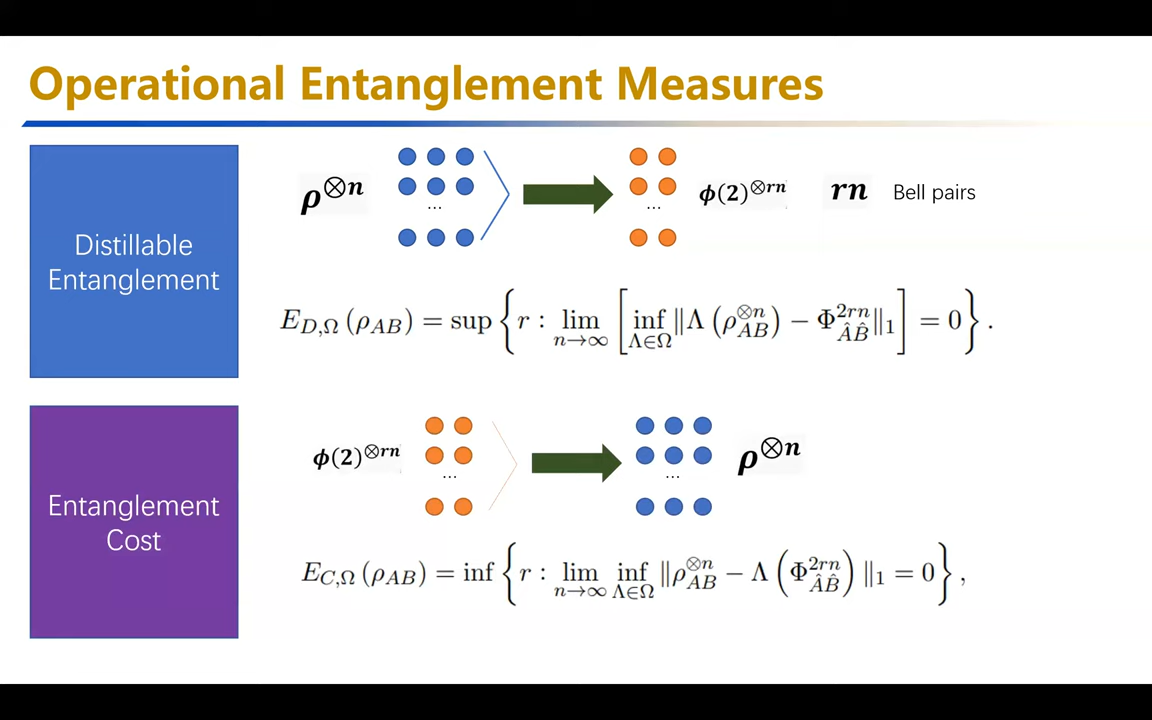 Operational Entanglement Measures
Distillable
Entanglement
ρ^{⊗n}
...
...
ϕ(2)^{⊗rn}
rn
Bell pairs
E_{D,Ω}(ρ_{AB}) = sup { r : lim_{n→∞} [ inf_{Λ∈Ω} ‖Λ(ρ_{AB}^{⊗n}) − Φ_{ÂB̂}^{2rn}‖_1 ] = 0 } .
Entanglement
Cost
ϕ(2)^{⊗rn}
...
...
ρ^{⊗n}
E_{C,Ω}(ρ_{AB}) = inf { r : lim_{n→∞} inf_{Λ∈Ω} ‖ρ_{AB}^{⊗n} − Λ(Φ_{ÂB̂}^{2rn})‖_1 = 0 } ,